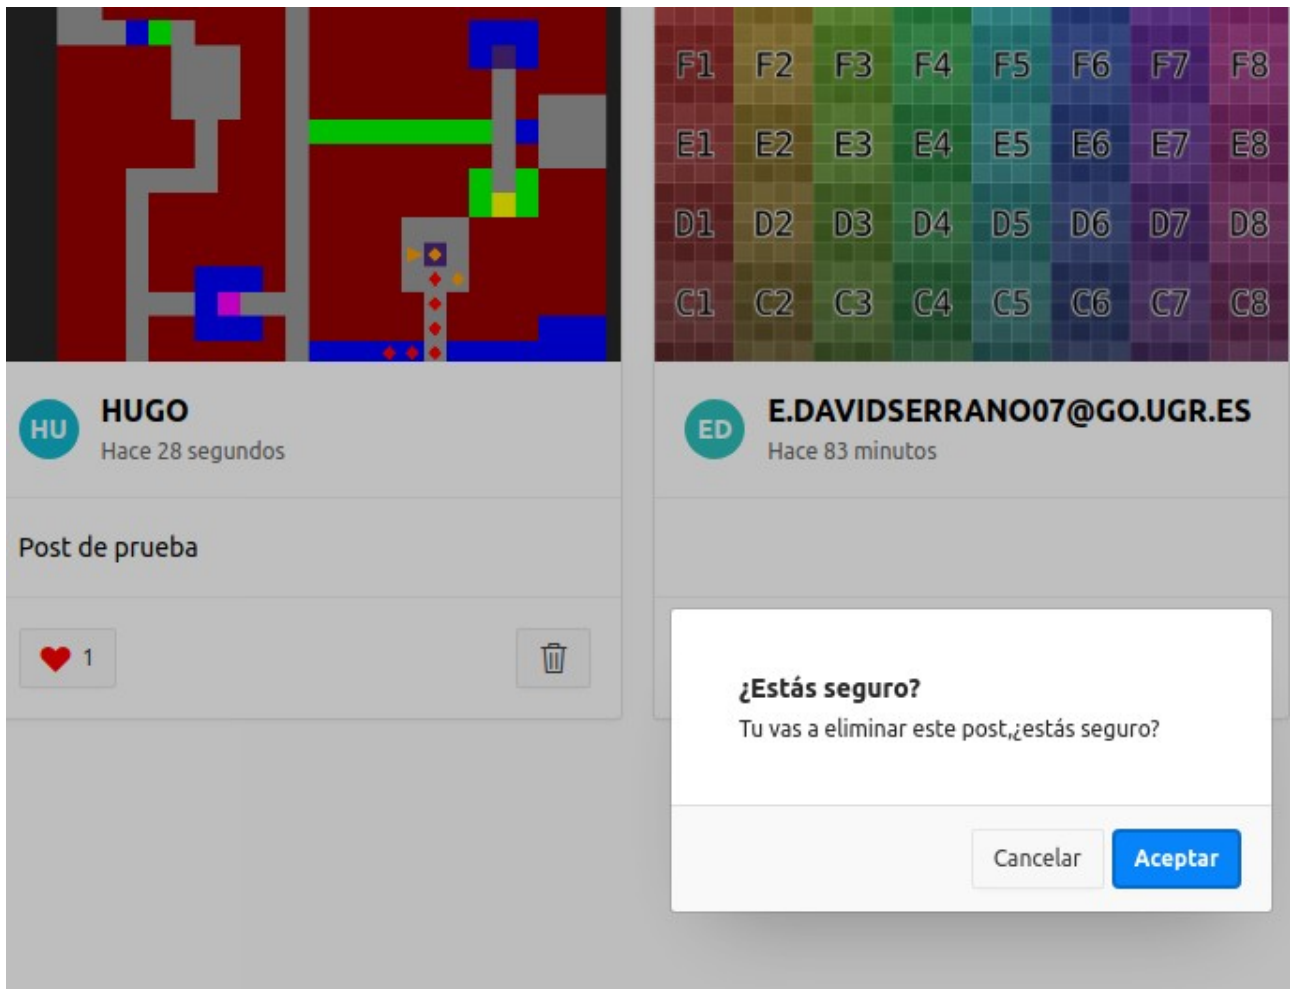 F1 F2 F3 F4 F5 F6 F7 F8
E1 E2 E3 E4 E5 E6 E7 E8
D1 D2 D3 D4 D5 D6 D7 D8
C1 C2 C3 C4 C5 C6 C7 C8
HU
HUGO
Hace 28 segundos
ED
E.DAVIDSERRANO07@GO.UGR.ES
Hace 83 minutos
Post de prueba
1
¿Estás seguro?
Tu vas a eliminar este post,¿estás seguro?
Cancelar
Aceptar